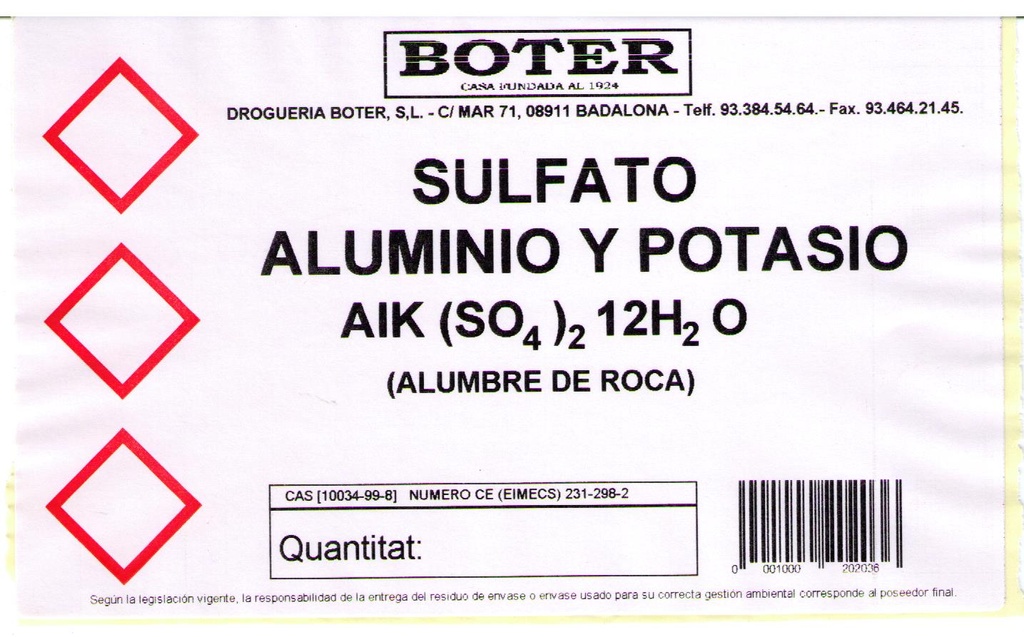 BOTER
CASA FUNDADA AL 1924
DROGUERIA BOTER, S,L. - C/ MAR 71, 08911 BADALONA - Telf. 93.384.54.64.- Fax. 93.464.21.45.
SULFATO
ALUMINIO Y POTASIO
AlK (SO₄ )₂ 12H₂ O
(ALUMBRE DE ROCA)
CAS [10034-99-8] NUMERO CE (EIMECS) 231-298-2
Quantitat:
0 001000 202036
Según la legislación vigente, la responsabilidad de la entrega del residuo de envase o envase usado para su correcta gestión ambiental corresponde al poseedor final.